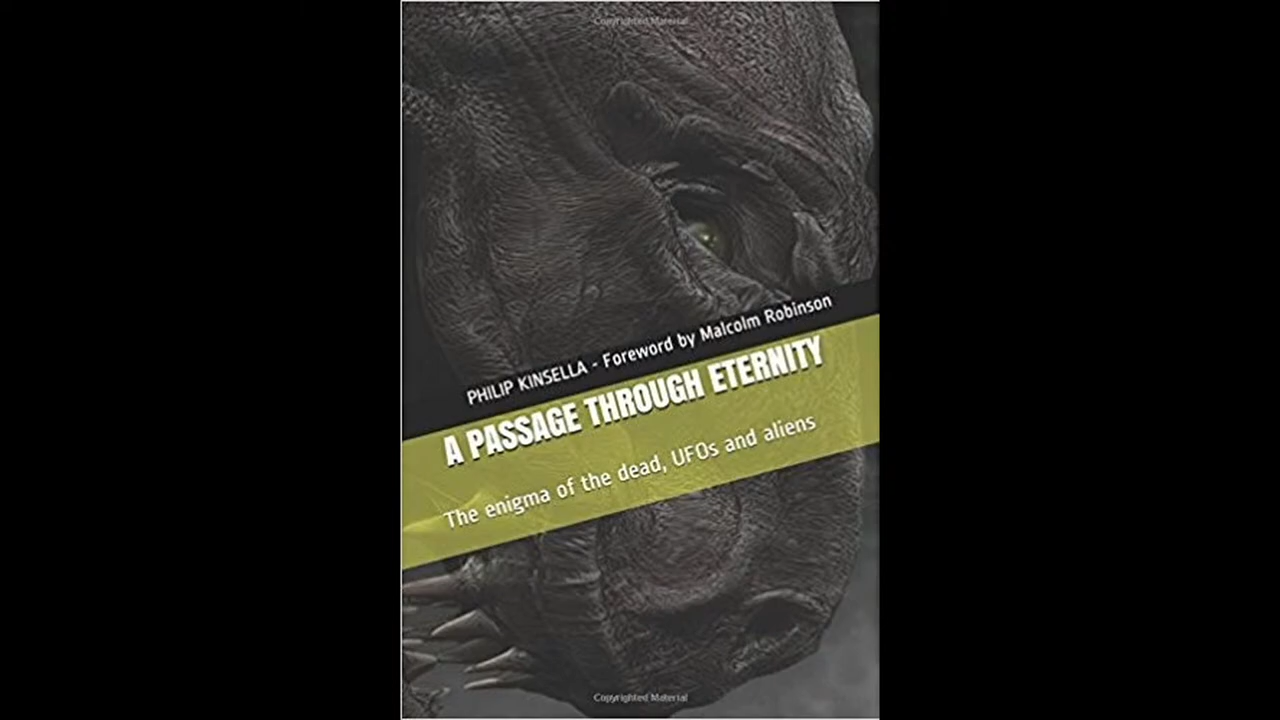 Copyrighted Material
PHILIP KINSELLA - Foreword by Malcolm Robinson
A PASSAGE THROUGH ETERNITY
The enigma of the dead, UFOs and aliens
Copyrighted Material